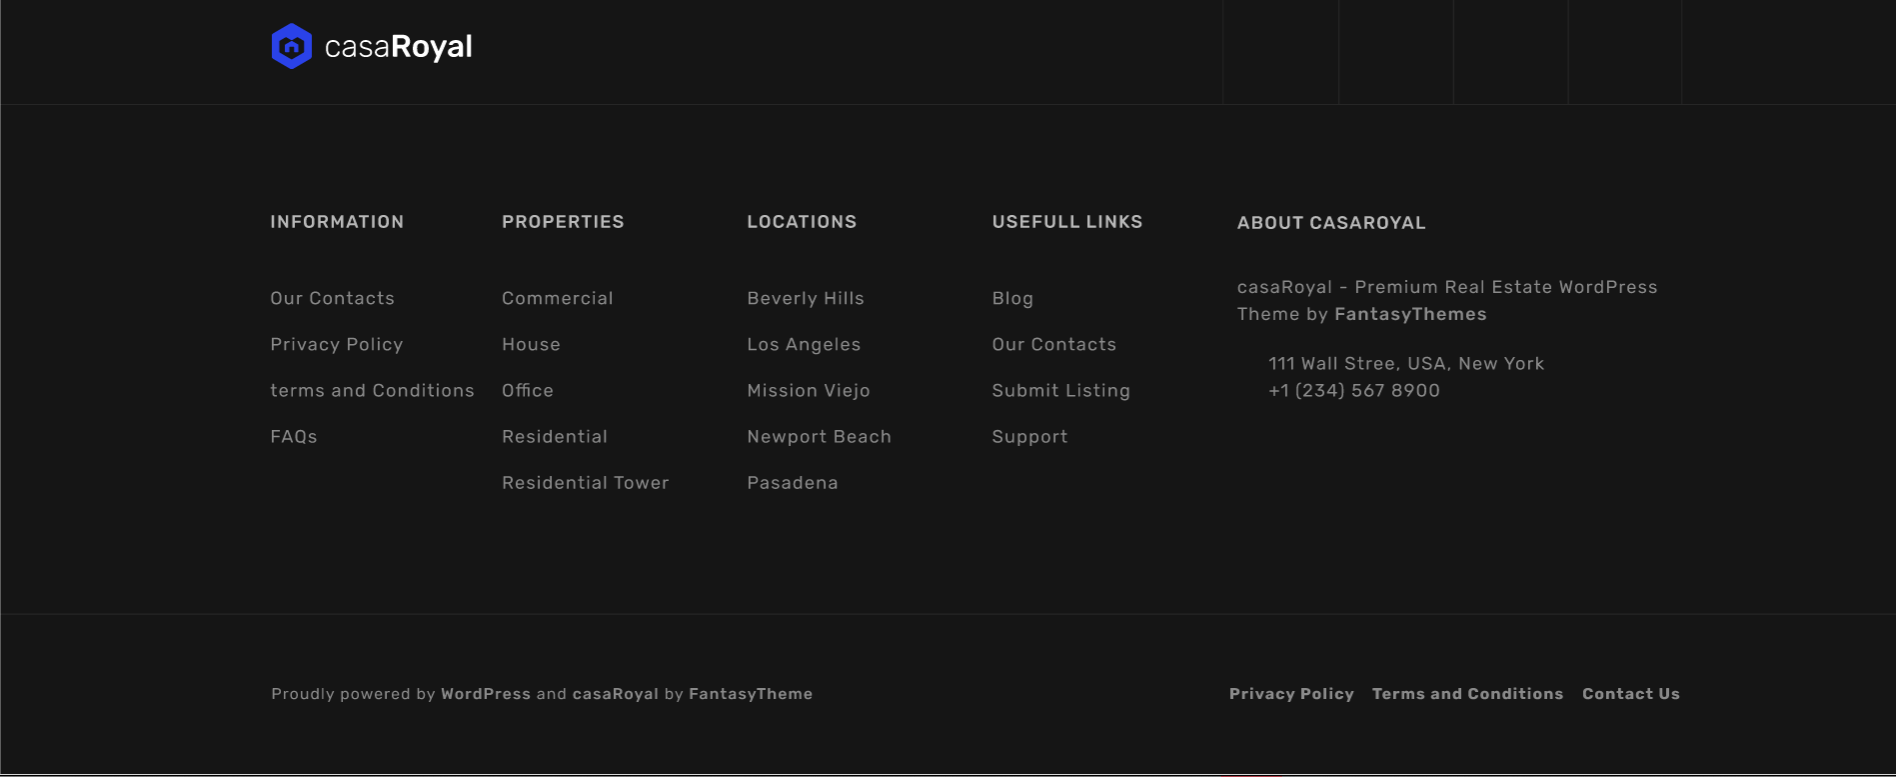 casaRoyal
INFORMATION
Our Contacts
Privacy Policy
terms and Conditions
FAQs
PROPERTIES
Commercial
House
Office
Residential
Residential Tower
LOCATIONS
Beverly Hills
Los Angeles
Mission Viejo
Newport Beach
Pasadena
USEFULL LINKS
Blog
Our Contacts
Submit Listing
Support
ABOUT CASAROYAL
casaRoyal - Premium Real Estate WordPress
Theme by FantasyThemes
111 Wall Stree, USA, New York
+1 (234) 567 8900
Proudly powered by WordPress and casaRoyal by FantasyTheme
Privacy Policy Terms and Conditions Contact Us